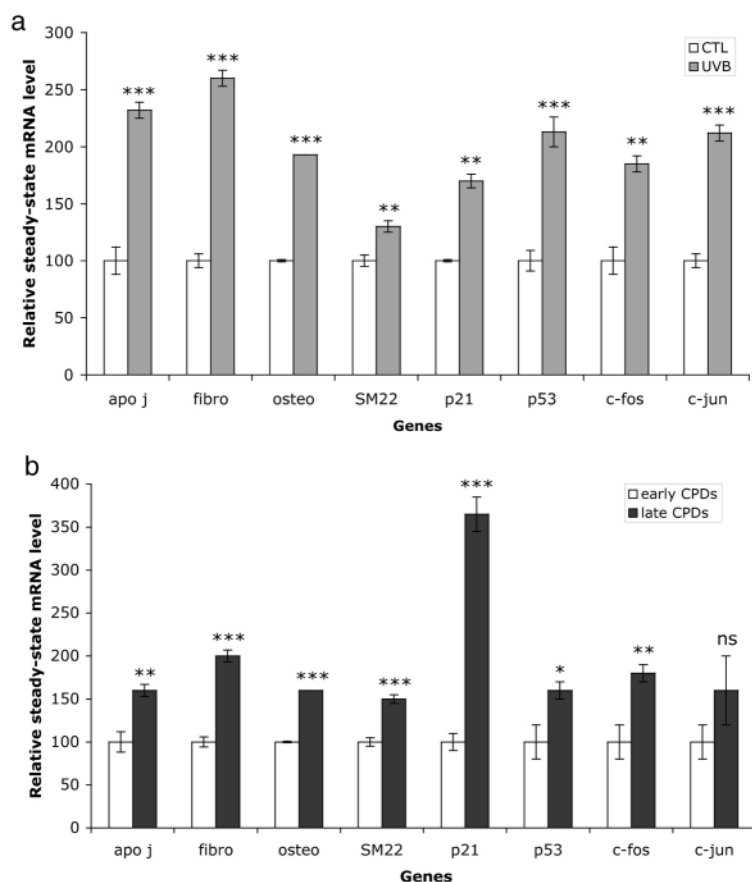 a
300
250
200
150
100
50
0
Relative steady-state mRNA level
CTL
UVB
***
***
***
**
**
***
**
***
apo j fibro osteo SM22 p21 p53 c-fos c-jun
Genes
b
400
350
300
250
200
150
100
50
0
Relative steady-state mRNA level
early CPDs
late CPDs
**
***
***
***
***
*
**
ns
apo j fibro osteo SM22 p21 p53 c-fos c-jun
Genes